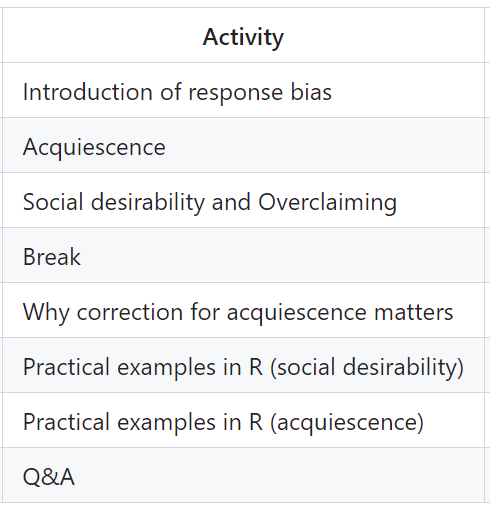 Activity
Introduction of response bias
Acquiescence
Social desirability and Overclaiming
Break
Why correction for acquiescence matters
Practical examples in R (social desirability)
Practical examples in R (acquiescence)
Q&A